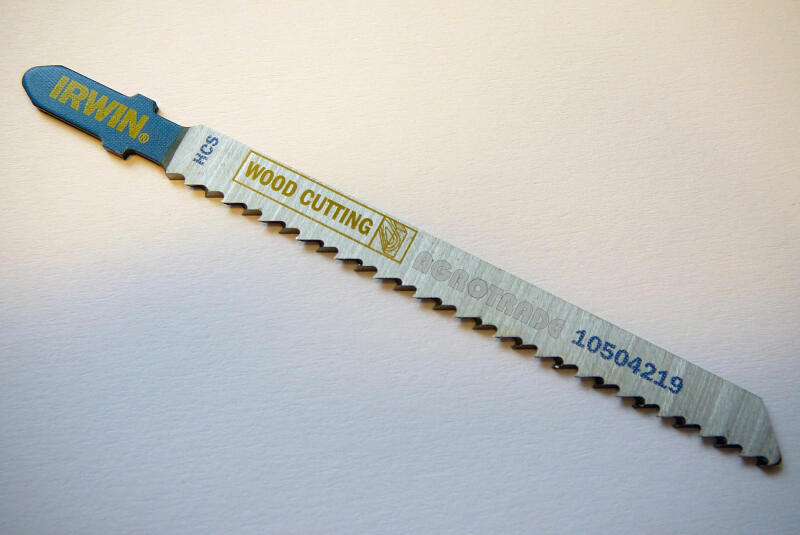 IRWIN®
HCS
WOOD CUTTING
AGROTRADE
10504219